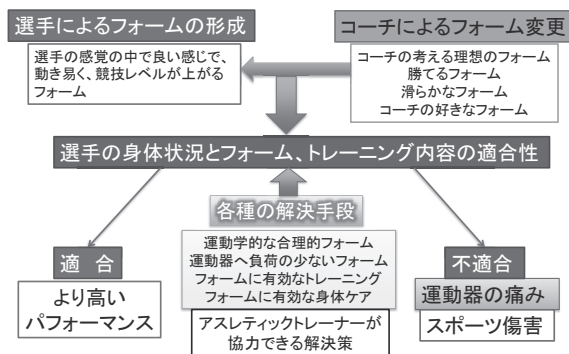 選手によるフォームの形成
選手の感覚の中で良い感じで、
動き易く、競技レベルが上がる
フォーム
コーチによるフォーム変更
コーチの考える理想のフォーム
勝てるフォーム
滑らかなフォーム
コーチの好きなフォーム
選手の身体状況とフォーム、トレーニング内容の適合性
各種の解決手段
運動学的な合理的フォーム
運動器へ負荷の少ないフォーム
フォームに有効なトレーニング
フォームに有効な身体ケア
アスレティックトレーナーが
協力できる解決策
適 合
より高い
パフォーマンス
不適合
運動器の痛み
スポーツ傷害